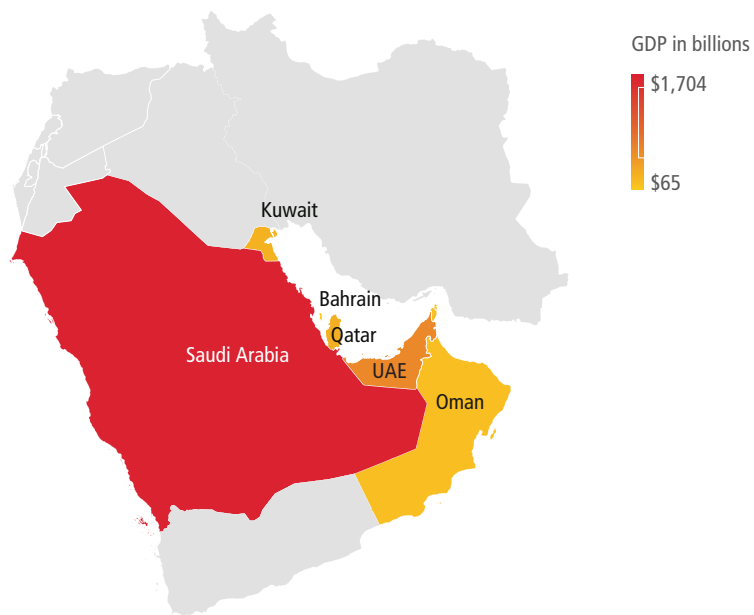 GDP in billions
$1,704
$65
Kuwait
Bahrain
Qatar
Saudi Arabia
UAE
Oman